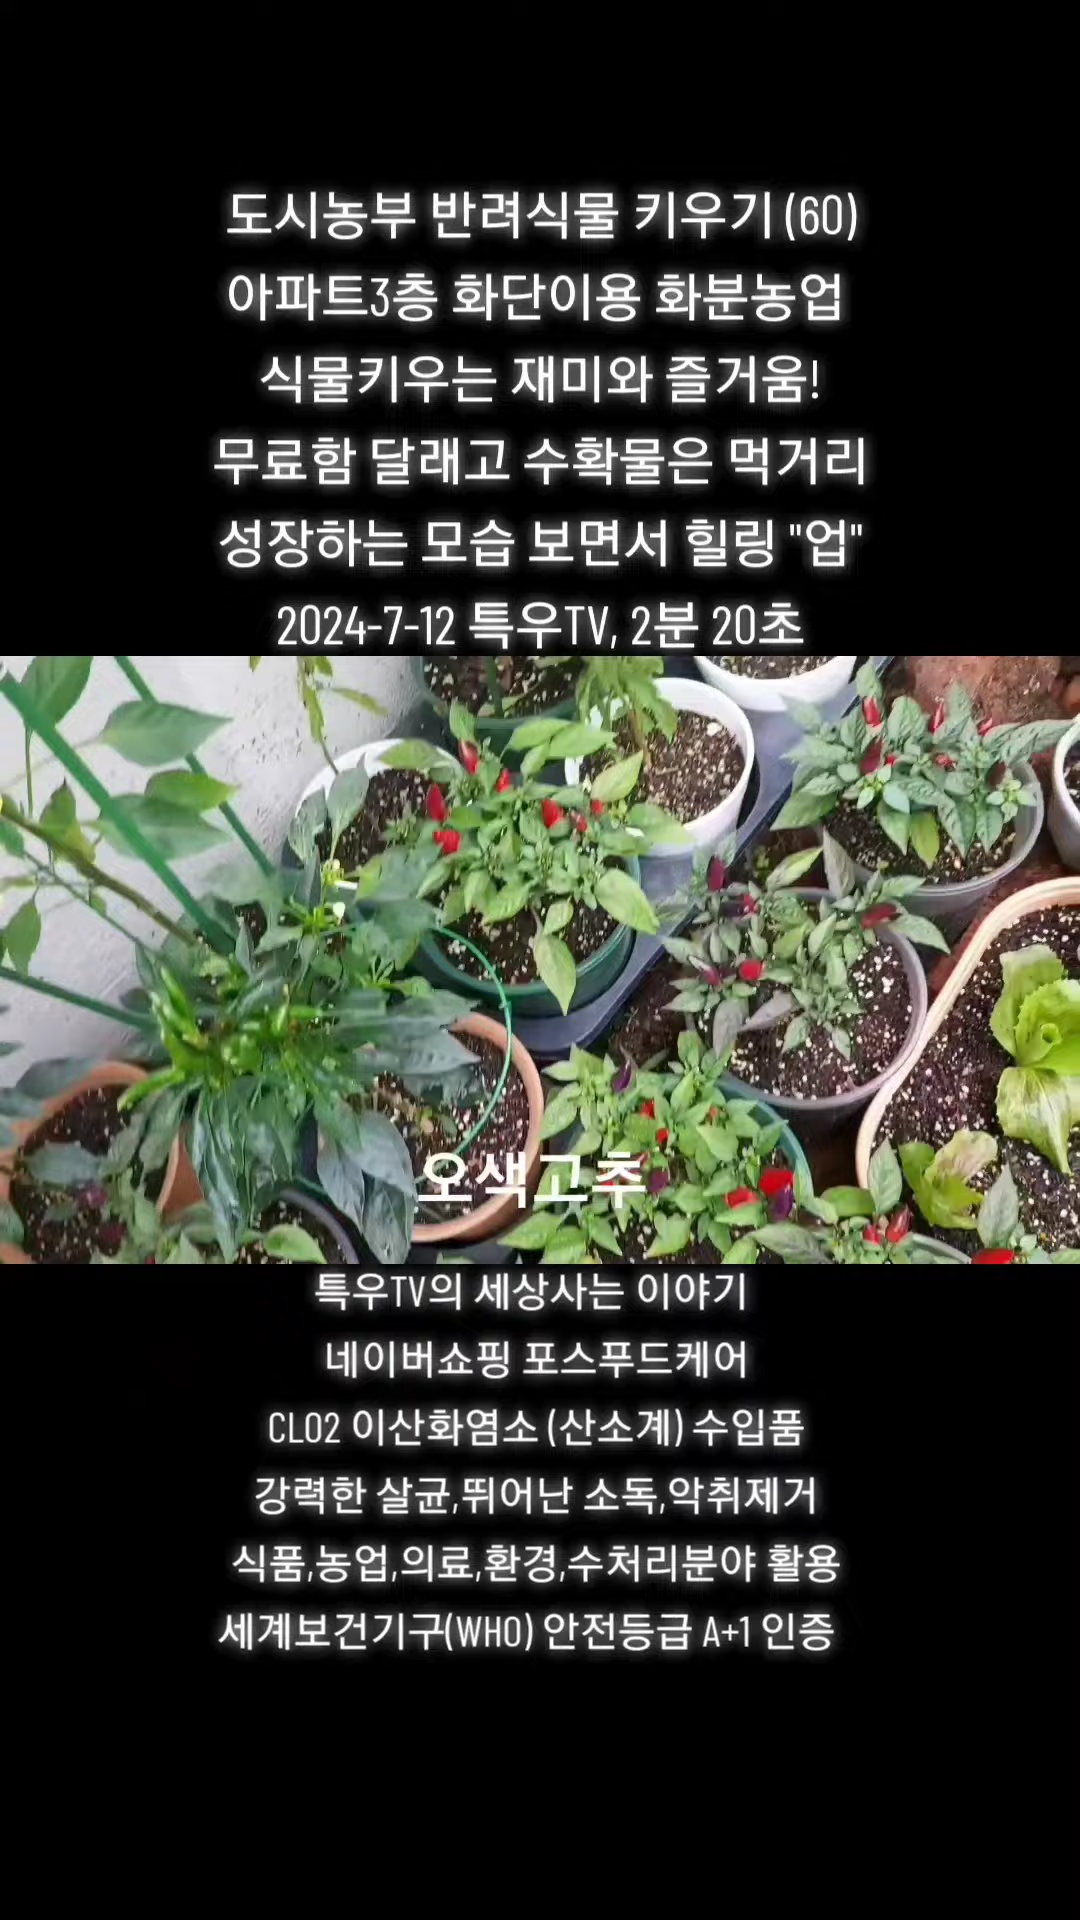 도시농부 반려식물 키우기 (60)
아파트3층 화단이용 화분농업
식물키우는 재미와 즐거움!
무료함 달래고 수확물은 먹거리
성장하는 모습 보면서 힐링 "업"
2024-7-12 특우TV, 2분 20초
오색고추
특우TV의 세상사는 이야기
네이버쇼핑 포스푸드케어
CLO2 이산화염소 (산소계) 수입품
강력한 살균,뛰어난 소독,악취제거
식품,농업,의료,환경,수처리분야 활용
세계보건기구(WHO) 안전등급 A+1 인증